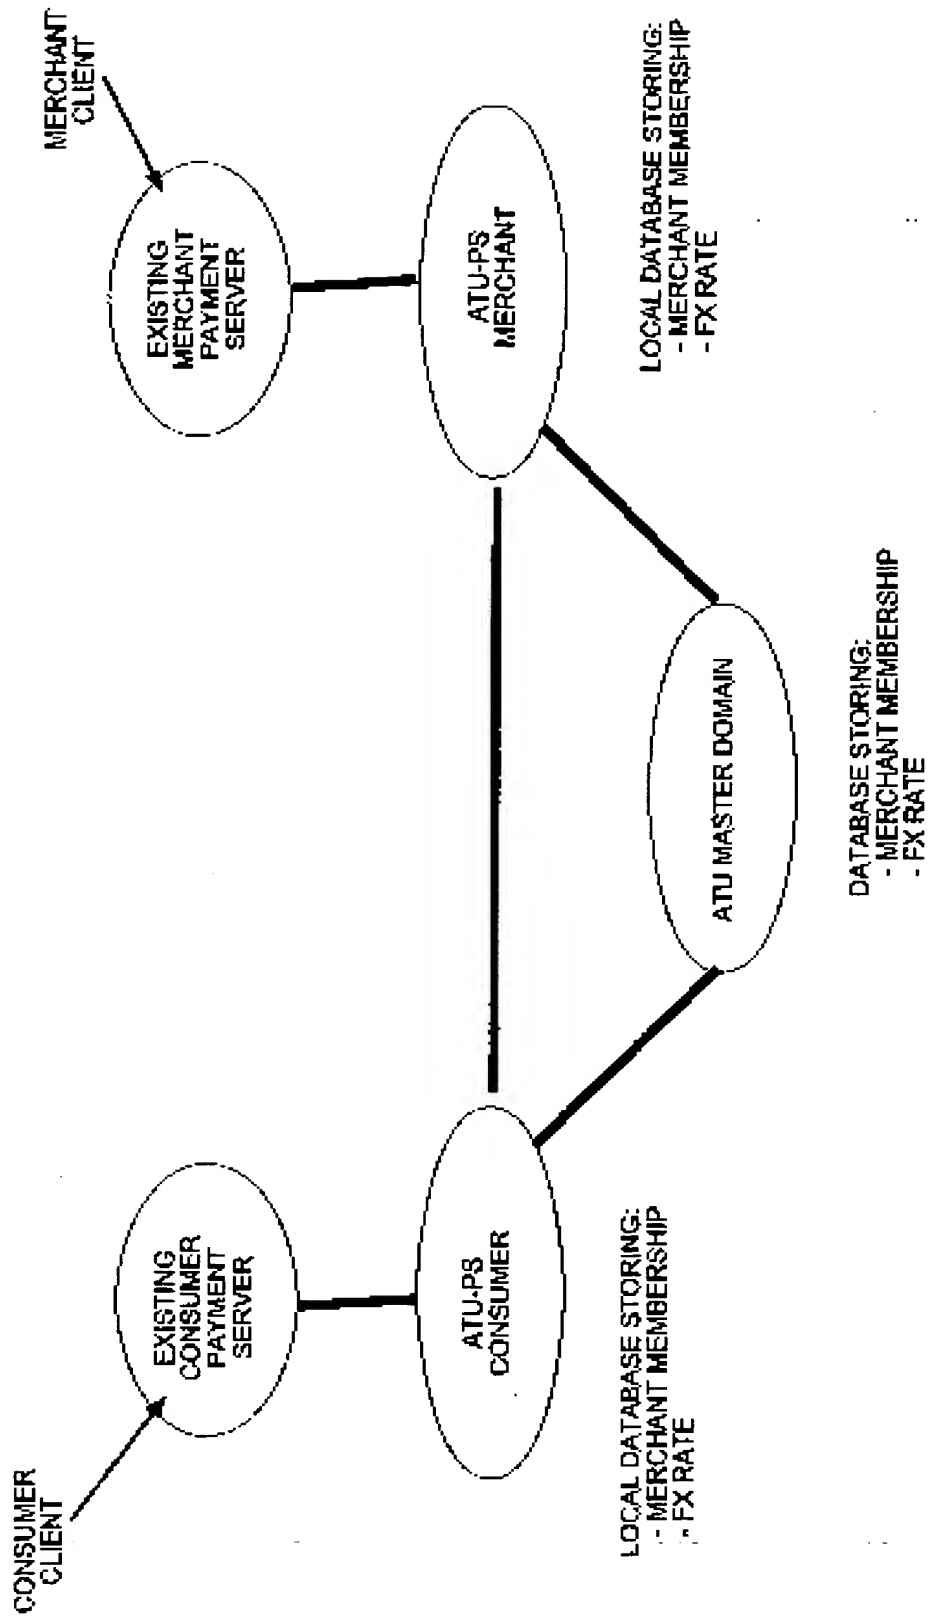 CONSUMER
CLIENT
EXISTING
CONSUMER
PAYMENT
SERVER
ATU-PS
CONSUMER
LOCAL DATABASE STORING:
- MERCHANT MEMBERSHIP
- FX RATE
ATU MASTER DOMAIN
DATABASE STORING:
- MERCHANT MEMBERSHIP
- FX RATE
MERCHANT
CLIENT
EXISTING
MERCHANT
PAYMENT
SERVER
ATU-PS
MERCHANT
LOCAL DATABASE STORING:
- MERCHANT MEMBERSHIP
- FX RATE